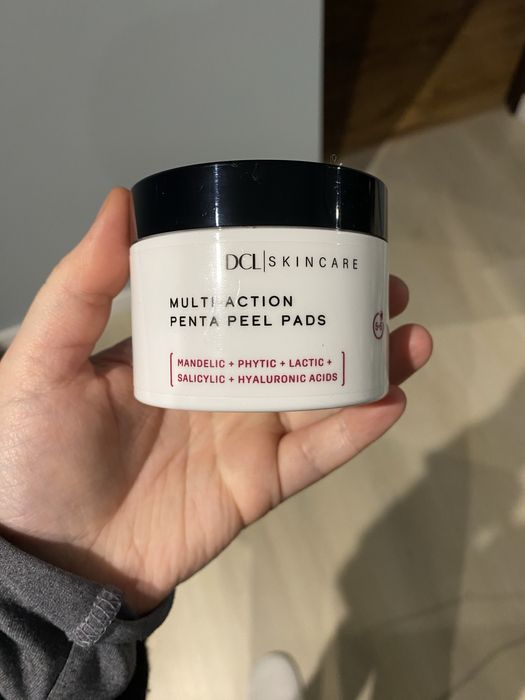 DCL|SKINCARE
MULTI-ACTION
PENTA PEEL PADS
[MANDELIC + PHYTIC + LACTIC +
SALICYLIC + HYALURONIC ACIDS]